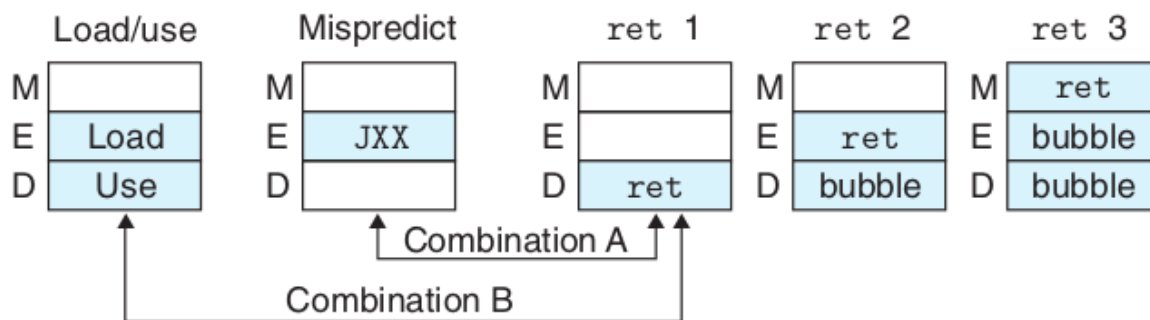 Load/use Mispredict ret 1 ret 2 ret 3
M M M M M ret
E Load E JXX E E ret E bubble
D Use D D ret D bubble D bubble
Combination A
Combination B